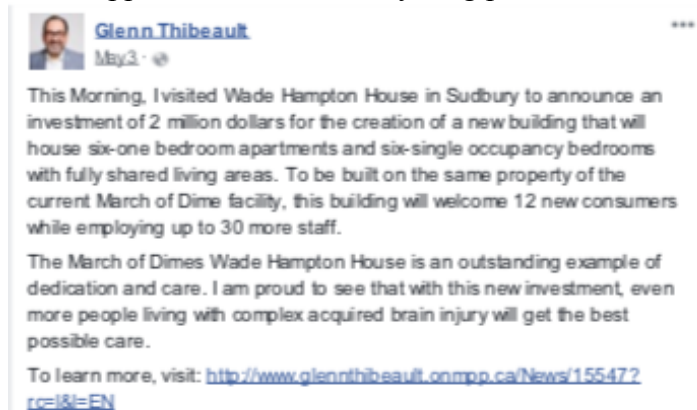 Glenn Thibeault
May 3 ·
This Morning, I visited Wade Hampton House in Sudbury to announce an
investment of 2 million dollars for the creation of a new building that will
house six-one bedroom apartments and six-single occupancy bedrooms
with fully shared living areas. To be built on the same property of the
current March of Dime facility, this building will welcome 12 new consumers
while employing up to 30 more staff.
The March of Dimes Wade Hampton House is an outstanding example of
dedication and care. I am proud to see that with this new investment, even
more people living with complex acquired brain injury will get the best
possible care.
To learn more, visit: http://www.glennthibeault.onmpp.ca/News/15547?
rc=l&l=EN